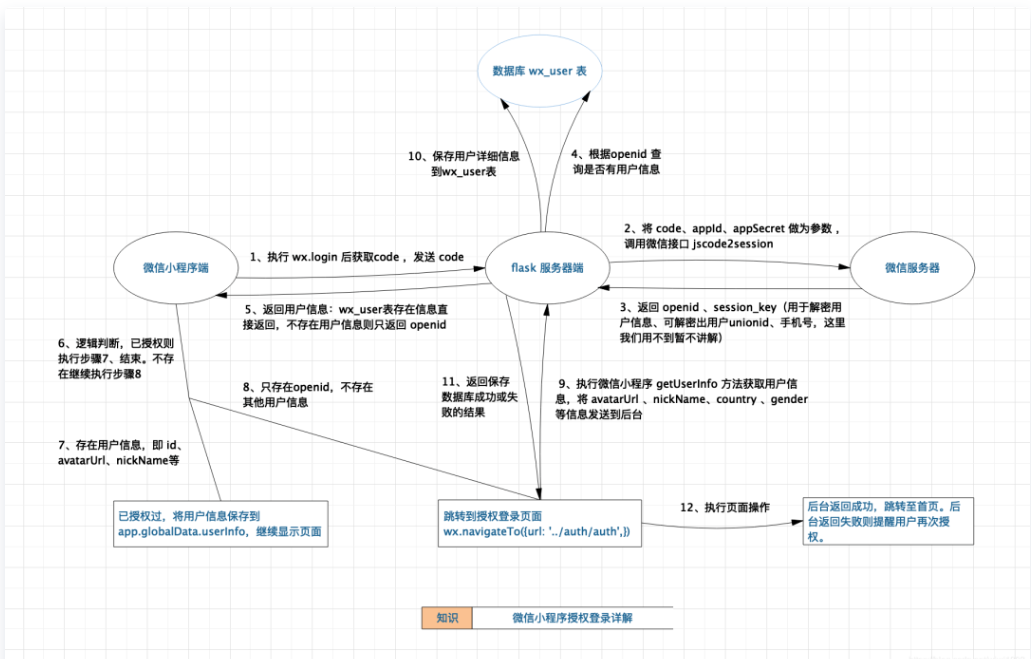 数据库 wx_user 表
10、保存用户详细信息
到wx_user表
4、根据openid 查
询是否有用户信息
2、将 code、appId、appSecret 做为参数，
调用微信接口 jscode2session
微信小程序端
1、执行 wx.login 后获取code ，发送 code
flask 服务器端
微信服务器
5、返回用户信息：wx_user表存在信息直
接返回，不存在用户信息则只返回 openid
3、返回 openid 、session_key（用于解密用
户信息、可解密出用户unionid、手机号，这里
我们用不到暂不讲解）
6、逻辑判断，已授权则
执行步骤7、结束。不存
在继续执行步骤8
8、只存在openid，不存在
其他用户信息
11、返回保存
数据库成功或失
败的结果
9、执行微信小程序 getUserInfo 方法获取用户信
息，将 avatarUrl 、nickName、country 、gender
等信息发送到后台
7、存在用户信息，即 id、
avatarUrl、nickName等
已授权过，将用户信息保存到
app.globalData.userInfo，继续显示页面
跳转到授权登录页面
wx.navigateTo({url: '../auth/auth',})
12、执行页面操作
后台返回成功，跳转至首页。后
台返回失败则提醒用户再次授
权。
知识
微信小程序授权登录详解